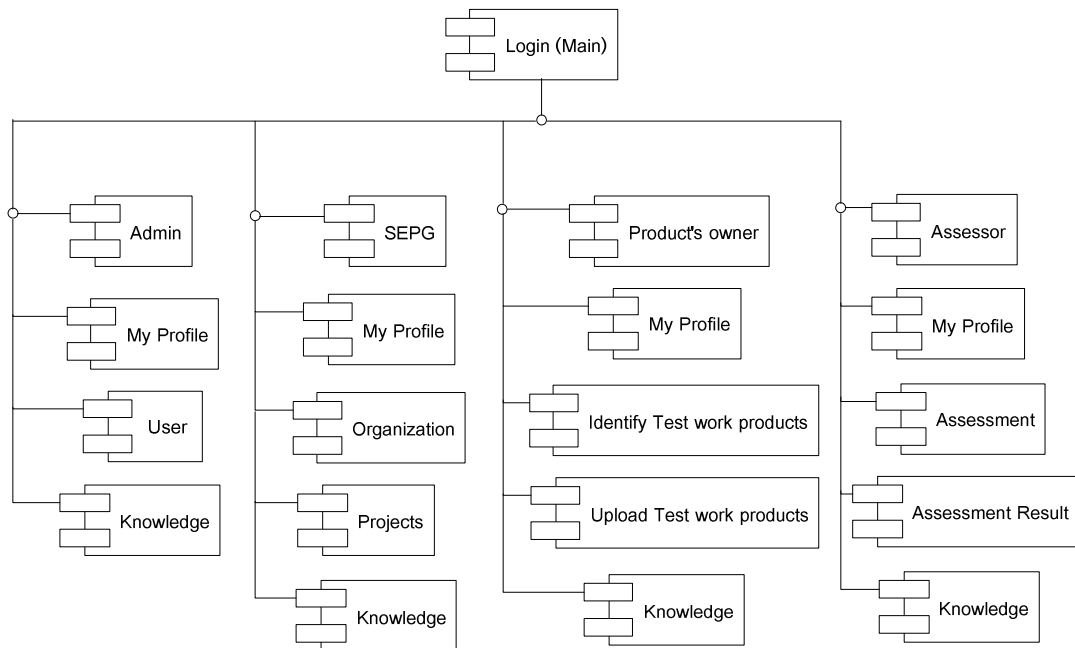 Login (Main)
Admin
My Profile
User
Knowledge
SEPG
My Profile
Organization
Projects
Knowledge
Product's owner
My Profile
Identify Test work products
Upload Test work products
Knowledge
Assessor
My Profile
Assessment
Assessment Result
Knowledge